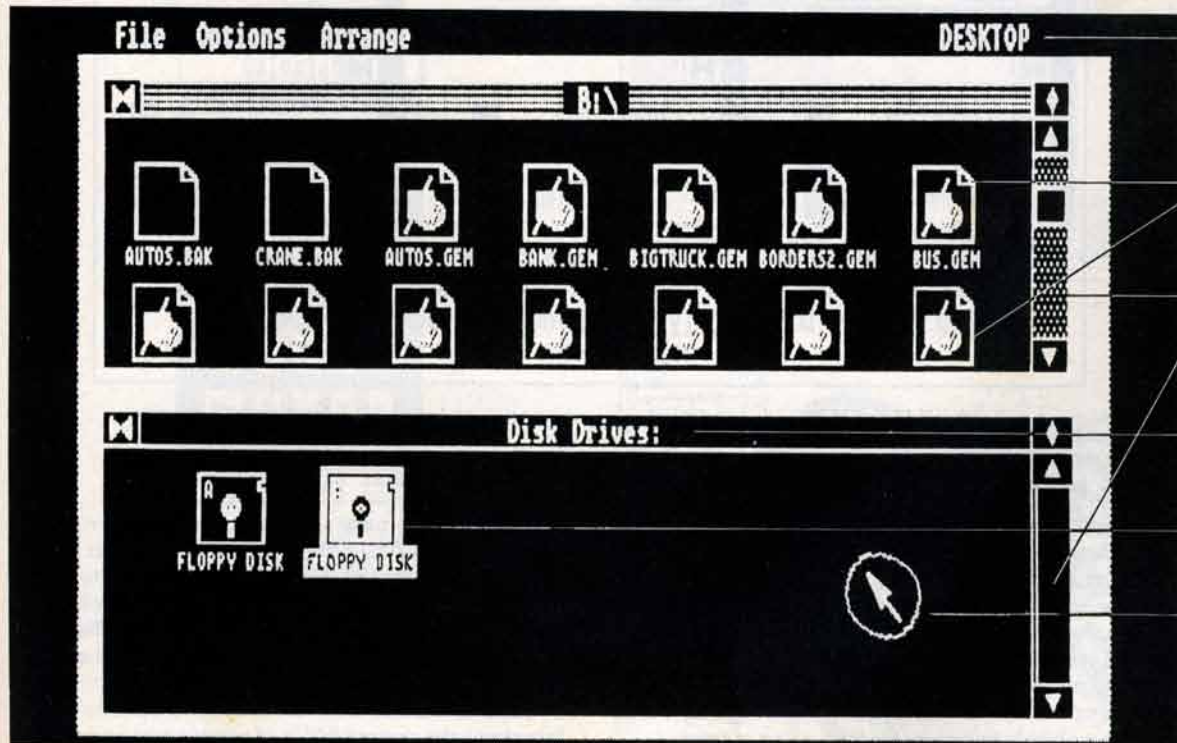 File Options Arrange DESKTOP
B:\
AUTOS.BAK CRANE.BAK AUTOS.GEM BANK.GEM BIGTRUCK.GEM BORDERS2.GEM BUS.GEM
Disk Drives:
A :
FLOPPY DISK FLOPPY DISK